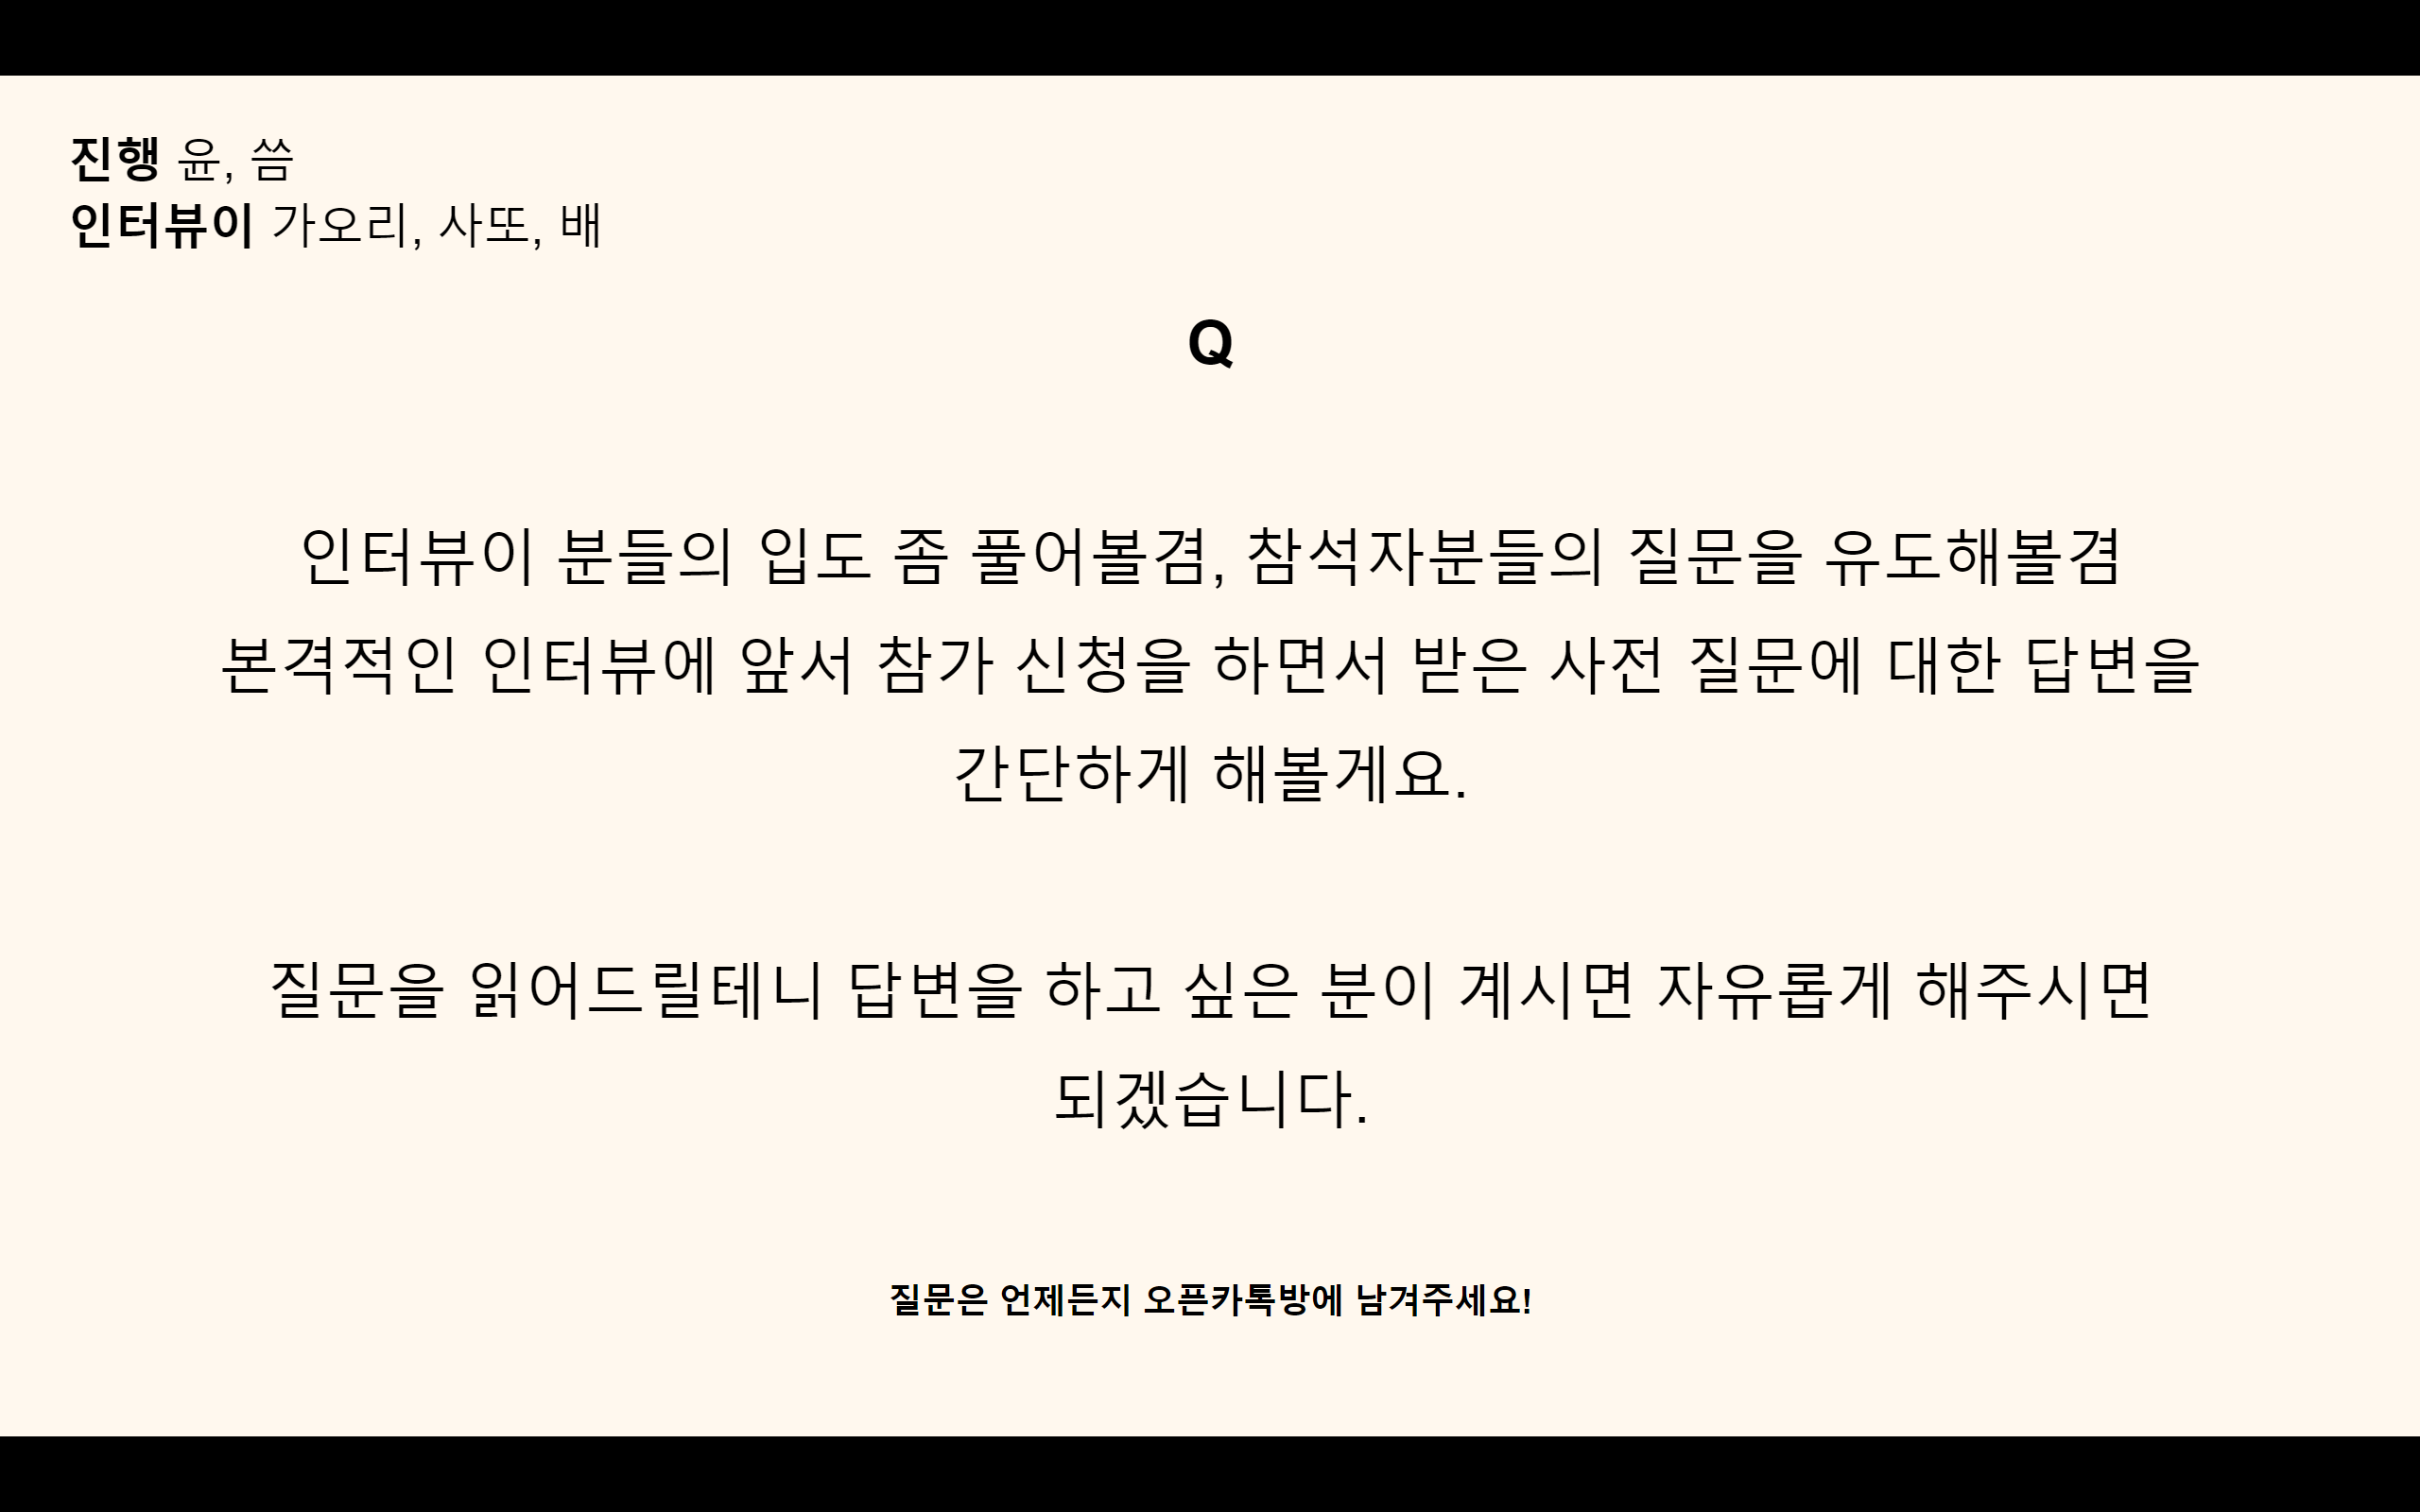 진행 윤, 씀
인터뷰이 가오리, 사또, 배
Q
인터뷰이 분들의 입도 좀 풀어볼겸, 참석자분들의 질문을 유도해볼겸
본격적인 인터뷰에 앞서 참가 신청을 하면서 받은 사전 질문에 대한 답변을
간단하게 해볼게요.
질문을 읽어드릴테니 답변을 하고 싶은 분이 계시면 자유롭게 해주시면
되겠습니다.
질문은 언제든지 오픈카톡방에 남겨주세요!